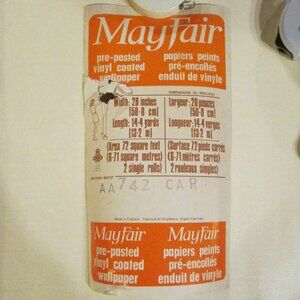 Mayfair
pre-pasted papiers peints
vinyl coated pré-encollés
wallpaper enduit de vinyle
DIMENSIONS DU ROULEAU
Width: 20 inches Largeur: 20 pouces
(50·8 cm) (50·8 cm)
Length: 14·4 yards Longueur: 14·4 verges
(13·2 m) (13·2 m)
(Area 72 square feet (Surface 72 pieds carrés
(6·71 square metres) (6·71 mètres carrés)
2 single rolls) 2 rouleaux simples)
AA 742 CAR.
Made in England
Mayfair Mayfair
pre-pasted papiers peints
vinyl coated pré-encollés
wallpaper enduit de vinyle